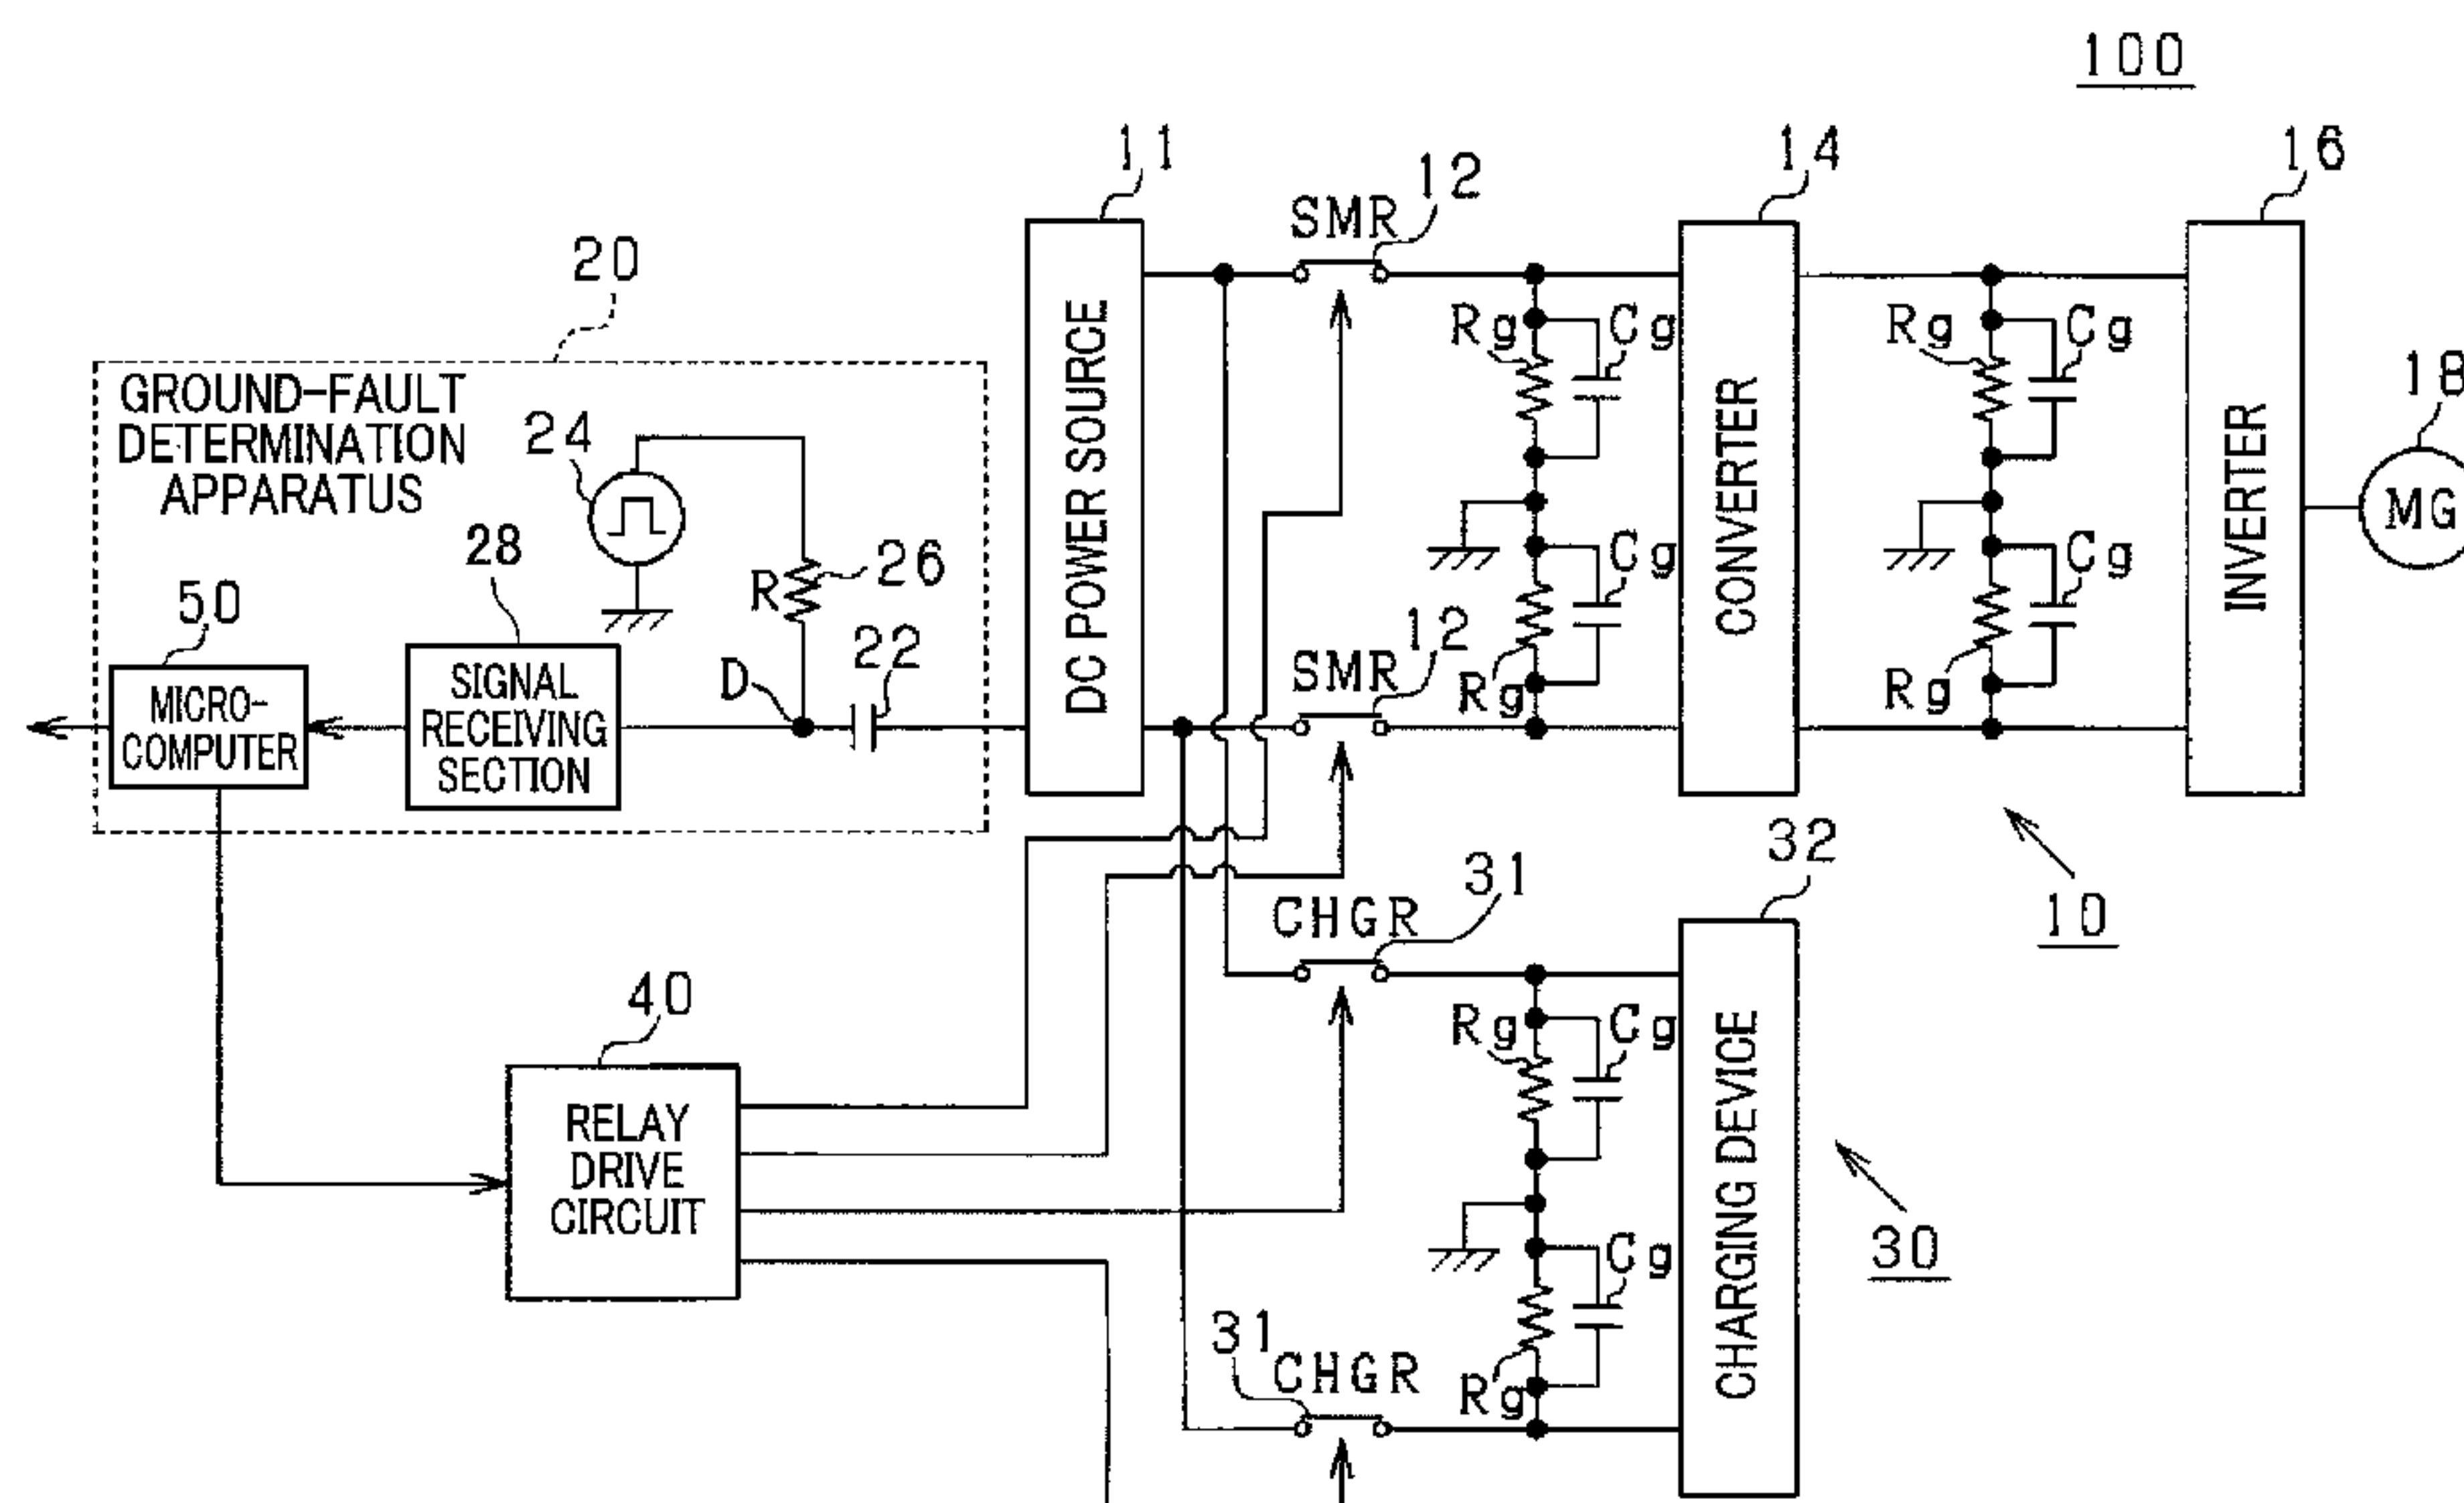 100
11
12
14
16
SMR
20
Rg
Cg
Rg
Cg
18
GROUND-FAULT
DETERMINATION
APPARATUS
24
DC POWER SOURCE
CONVERTER
INVERTER
MG
28
26
R
Cg
Cg
50
12
22
SMR
D
Rg
Rg
MICRO-
COMPUTER
SIGNAL
RECEIVING
SECTION
32
31
CHGR
10
40
Rg
Cg
RELAY
DRIVE
CIRCUIT
CHARGING DEVICE
30
Cg
31
CHGR
Rg